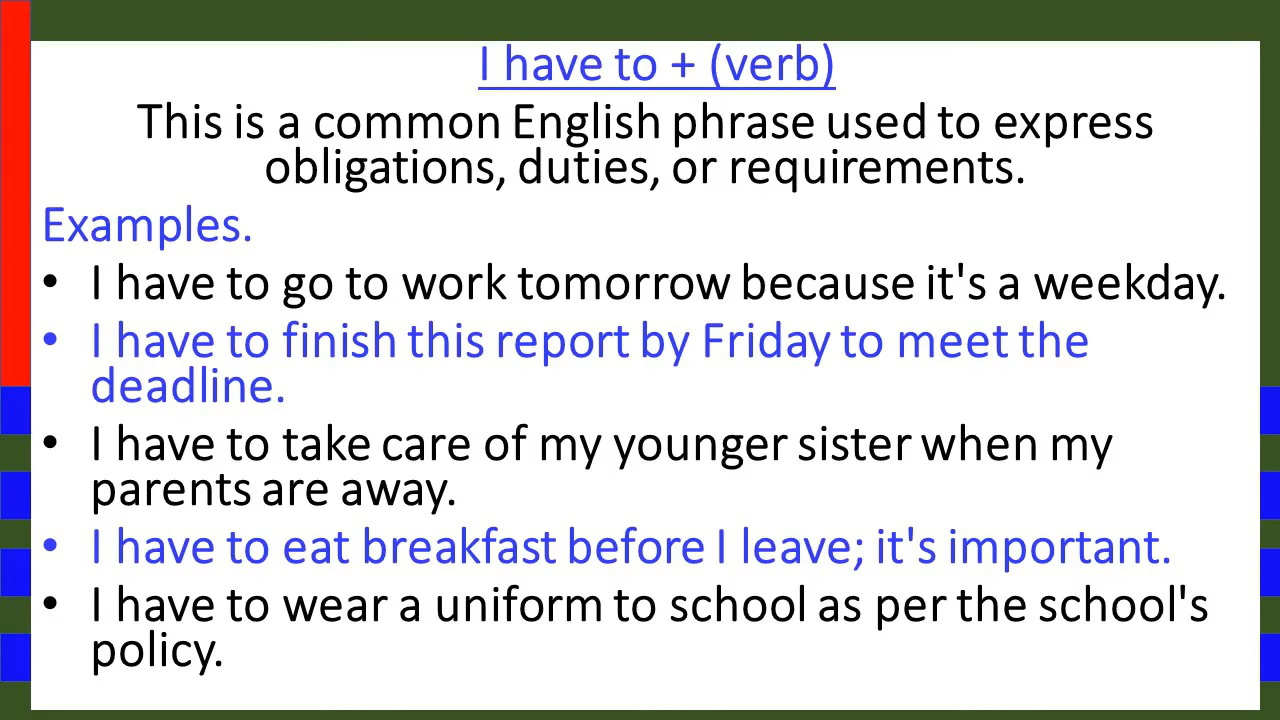 I have to + (verb)
This is a common English phrase used to express
obligations, duties, or requirements.
Examples.
• I have to go to work tomorrow because it's a weekday.
• I have to finish this report by Friday to meet the
deadline.
• I have to take care of my younger sister when my
parents are away.
• I have to eat breakfast before I leave; it's important.
• I have to wear a uniform to school as per the school's
policy.